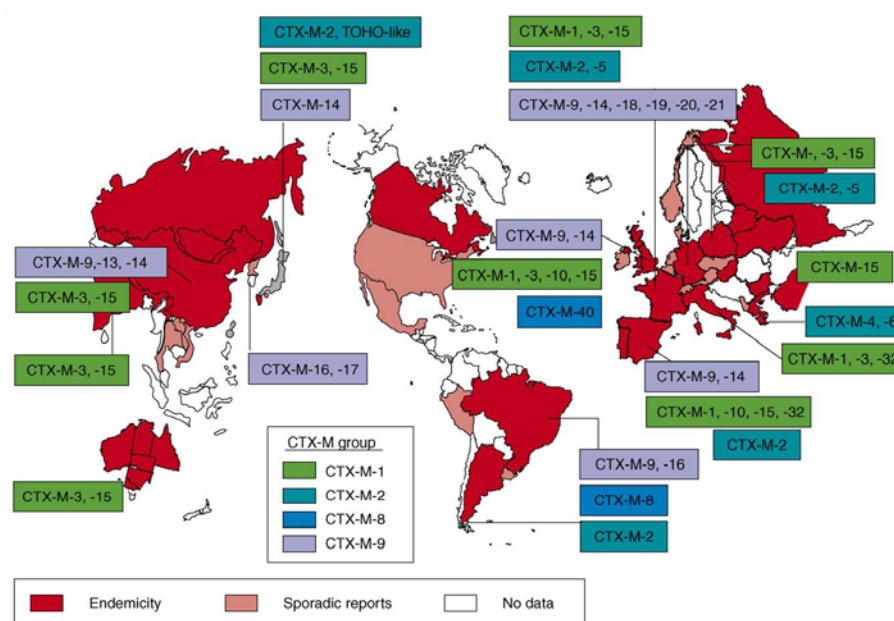 CTX-M-2, TOHO-like
CTX-M-3, -15
CTX-M-14
CTX-M-1, -3, -15
CTX-M-2, -5
CTX-M-9, -14, -18, -19, -20, -21
CTX-M-, -3, -15
CTX-M-2, -5
CTX-M-9,-13, -14
CTX-M-3, -15
CTX-M-3, -15
CTX-M-16, -17
CTX-M-9, -14
CTX-M-1, -3, -10, -15
CTX-M-40
CTX-M-15
CTX-M-4, -6
CTX-M-1, -3, -32
CTX-M-9, -14
CTX-M-1, -10, -15, -32
CTX-M-2
CTX-M-3, -15
CTX-M group
CTX-M-1
CTX-M-2
CTX-M-8
CTX-M-9
CTX-M-9, -16
CTX-M-8
CTX-M-2
Endemicity
Sporadic reports
No data